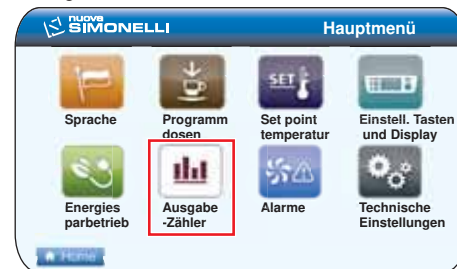 nuova
SIMONELLI
Hauptmenü
SET
Sprache
Programm
dosen
Set point
temperatur
Einstell. Tasten
und Display
Energies
parbetrieb
Ausgabe
-Zähler
Alarme
Technische
Einstellungen
Home